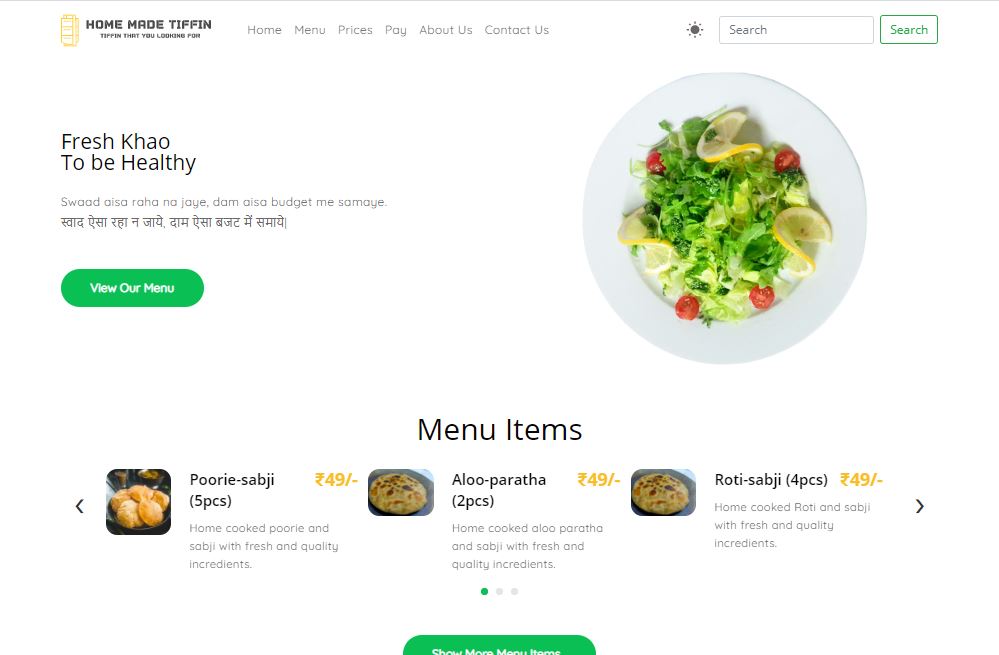 HOME MADE TIFFIN
TIFFIN THAT YOU LOOKING FOR
Home Menu Prices Pay About Us Contact Us
Search
Search
Fresh Khao
To be Healthy
Swaad aisa raha na jaye, dam aisa budget me samaye.
स्वाद ऐसा रहा न जाये, दाम ऐसा बजट में समाये|
View Our Menu
Menu Items
Poorie-sabji
(5pcs)
₹49/-
Home cooked poorie and
sabji with fresh and quality
incredients.
Aloo-paratha
(2pcs)
₹49/-
Home cooked aloo paratha
and sabji with fresh and
quality incredients.
Roti-sabji (4pcs)
₹49/-
Home cooked Roti and sabji
with fresh and quality
incredients.
Show More Menu Items